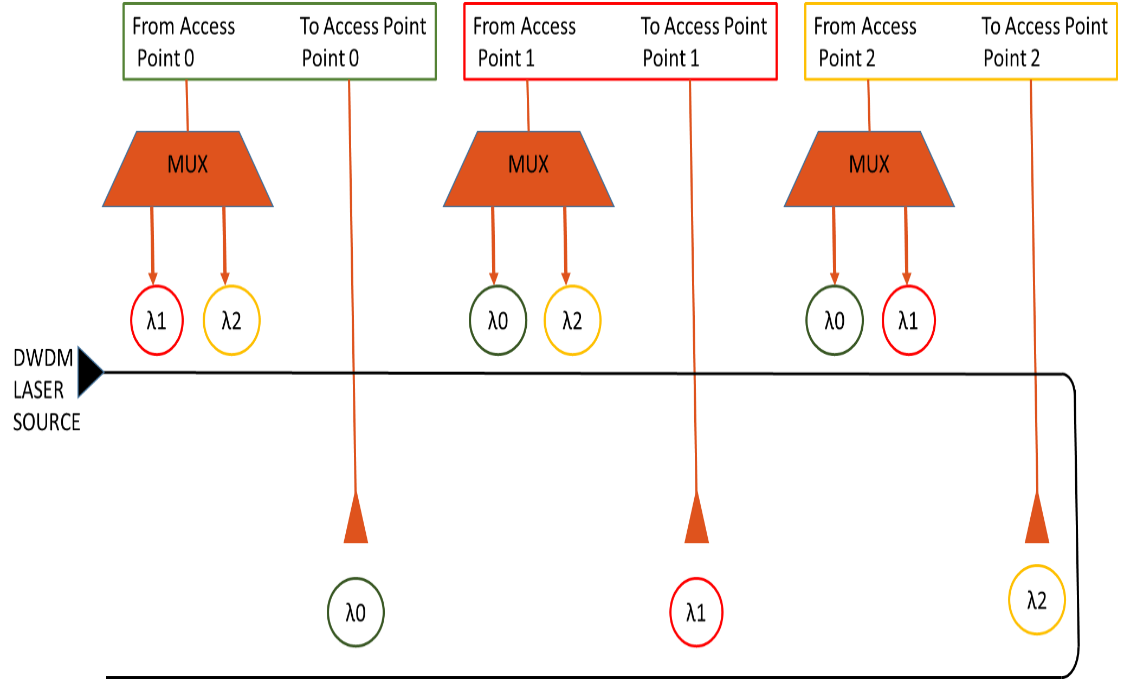 From Access
Point 0
To Access Point
Point 0
From Access
Point 1
To Access Point
Point 1
From Access
Point 2
To Access Point
Point 2
MUX
MUX
MUX
λ1
λ2
λ0
λ2
λ0
λ1
DWDM
LASER
SOURCE
λ0
λ1
λ2